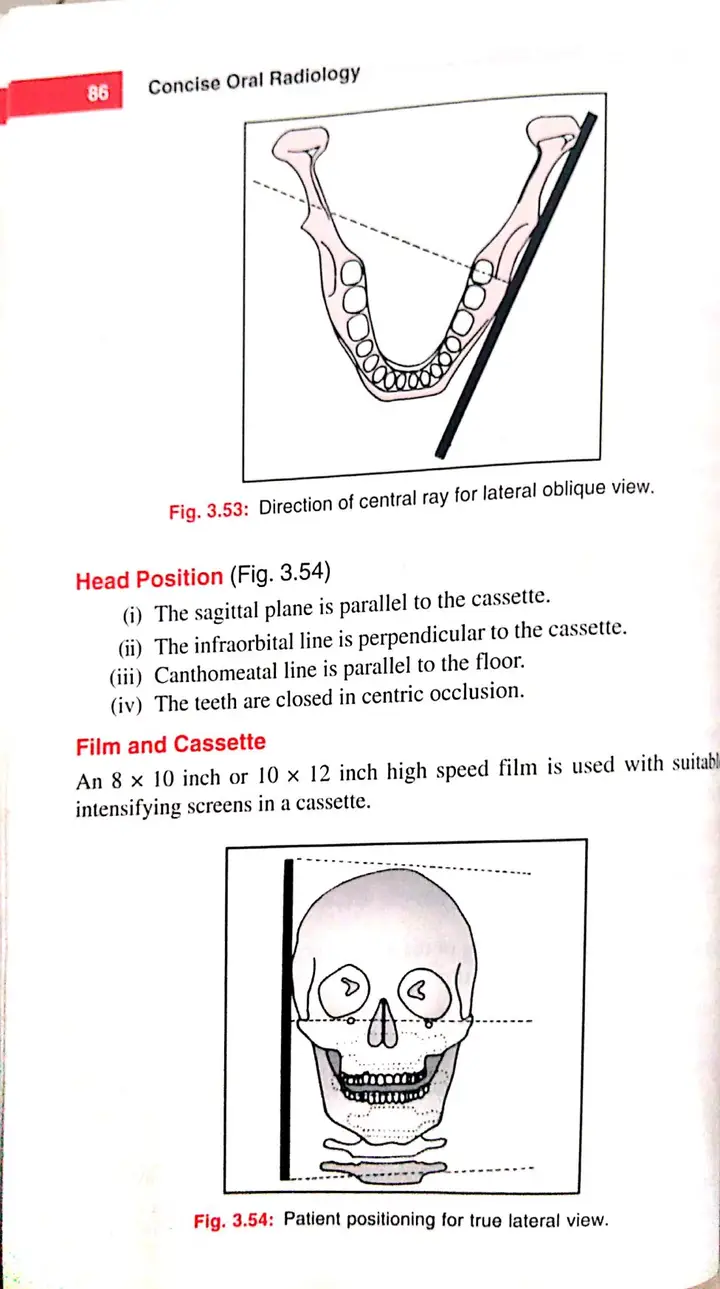 86 Concise Oral Radiology
Fig. 3.53: Direction of central ray for lateral oblique view.
Head Position (Fig. 3.54)
(i) The sagittal plane is parallel to the cassette.
(ii) The infraorbital line is perpendicular to the cassette.
(iii) Canthomeatal line is parallel to the floor.
(iv) The teeth are closed in centric occlusion.
Film and Cassette
An 8 × 10 inch or 10 × 12 inch high speed film is used with suitabl
intensifying screens in a cassette.
Fig. 3.54: Patient positioning for true lateral view.